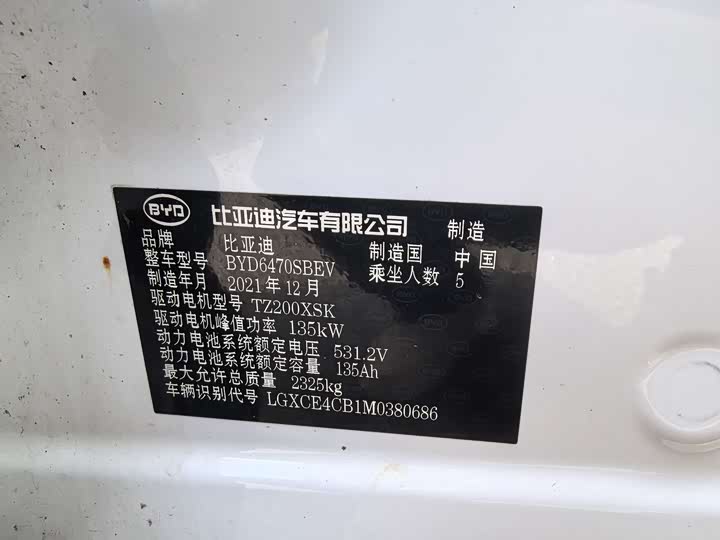 BYD 比亚迪汽车有限公司 制造
品牌 比亚迪 制造国 中国
整车型号 BYD6470SBEV 乘坐人数 5
制造年月 2021年12月
驱动电机型号 TZ200XSK
驱动电机峰值功率 135kW
动力电池系统额定电压 531.2V
动力电池系统额定容量 135Ah
最大允许总质量 2325kg
车辆识别代号 LGXCE4CB1M0380686